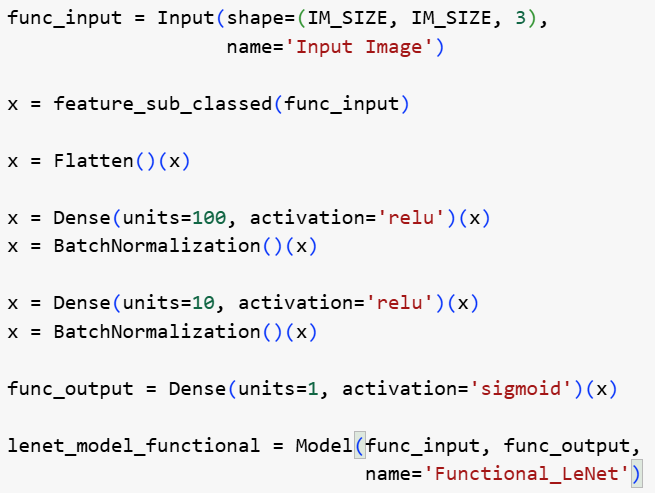 func_input = Input(shape=(IM_SIZE, IM_SIZE, 3),
                   name='Input Image')
x = feature_sub_classed(func_input)
x = Flatten()(x)
x = Dense(units=100, activation='relu')(x)
x = BatchNormalization()(x)
x = Dense(units=10, activation='relu')(x)
x = BatchNormalization()(x)
func_output = Dense(units=1, activation='sigmoid')(x)
lenet_model_functional = Model(func_input, func_output,
                               name='Functional_LeNet')